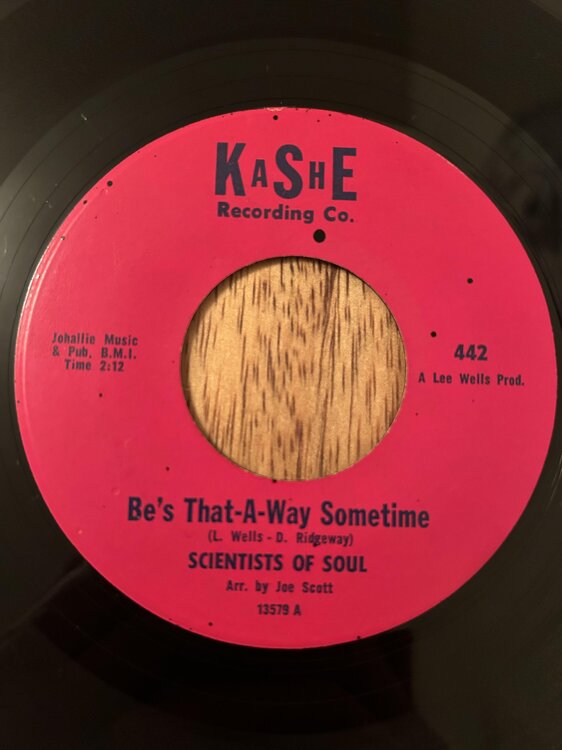 KASHE
Recording Co.
Johallie Music
& Pub. B.M.I.
Time 2:12
442
A Lee Wells Prod.
Be's That-A-Way Sometime
(L. Wells - D. Ridgeway)
SCIENTISTS OF SOUL
Arr. by Joe Scott
13579 A